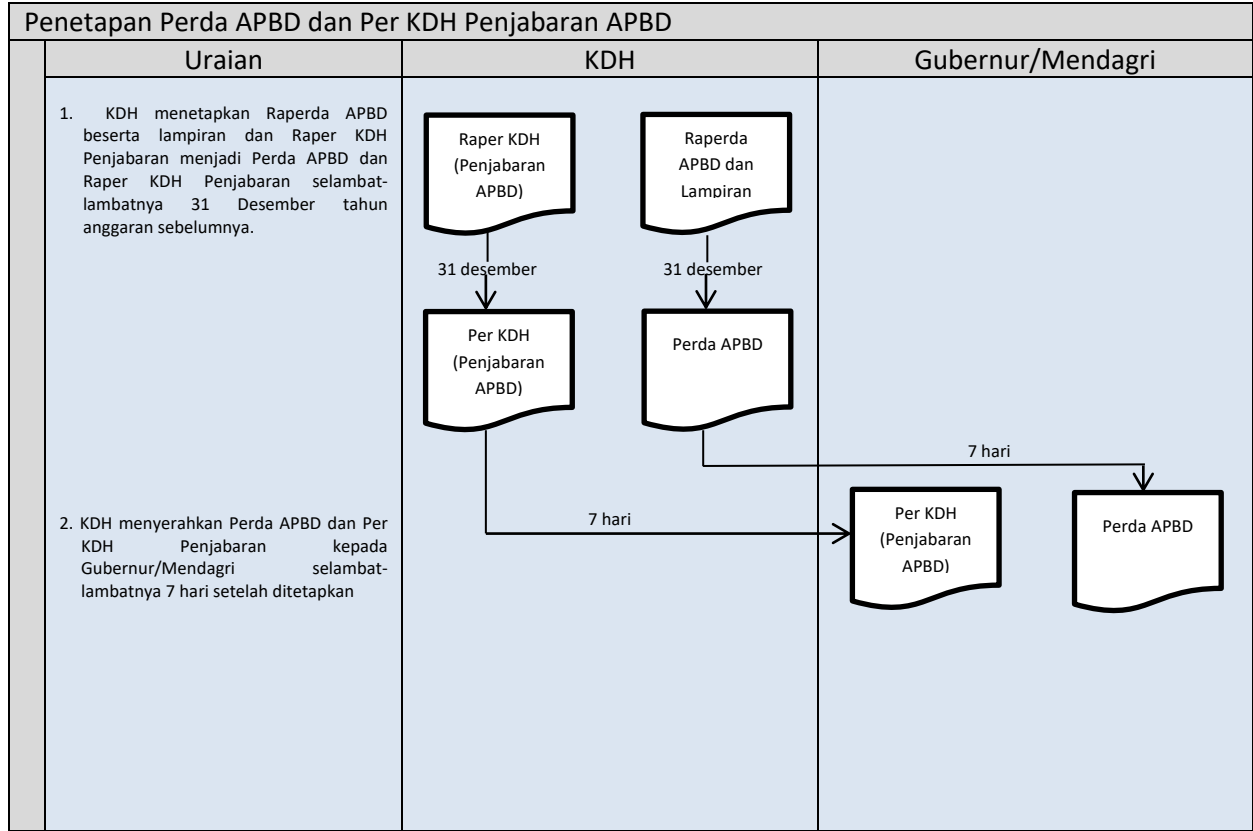 Penetapan Perda APBD dan Per KDH Penjabaran APBD
Uraian
KDH
Gubernur/Mendagri
1. KDH menetapkan Raperda APBD
beserta lampiran dan Raper KDH
Penjabaran menjadi Perda APBD dan
Raper KDH Penjabaran selambat-
lambatnya 31 Desember tahun
anggaran sebelumnya.
Raper KDH
(Penjabaran
APBD)
Raperda
APBD dan
Lampiran
31 desember
31 desember
Per KDH
(Penjabaran
APBD)
Perda APBD
7 hari
2. KDH menyerahkan Perda APBD dan Per
KDH Penjabaran kepada
Gubernur/Mendagri selambat-
lambatnya 7 hari setelah ditetapkan
7 hari
Per KDH
(Penjabaran
APBD)
Perda APBD